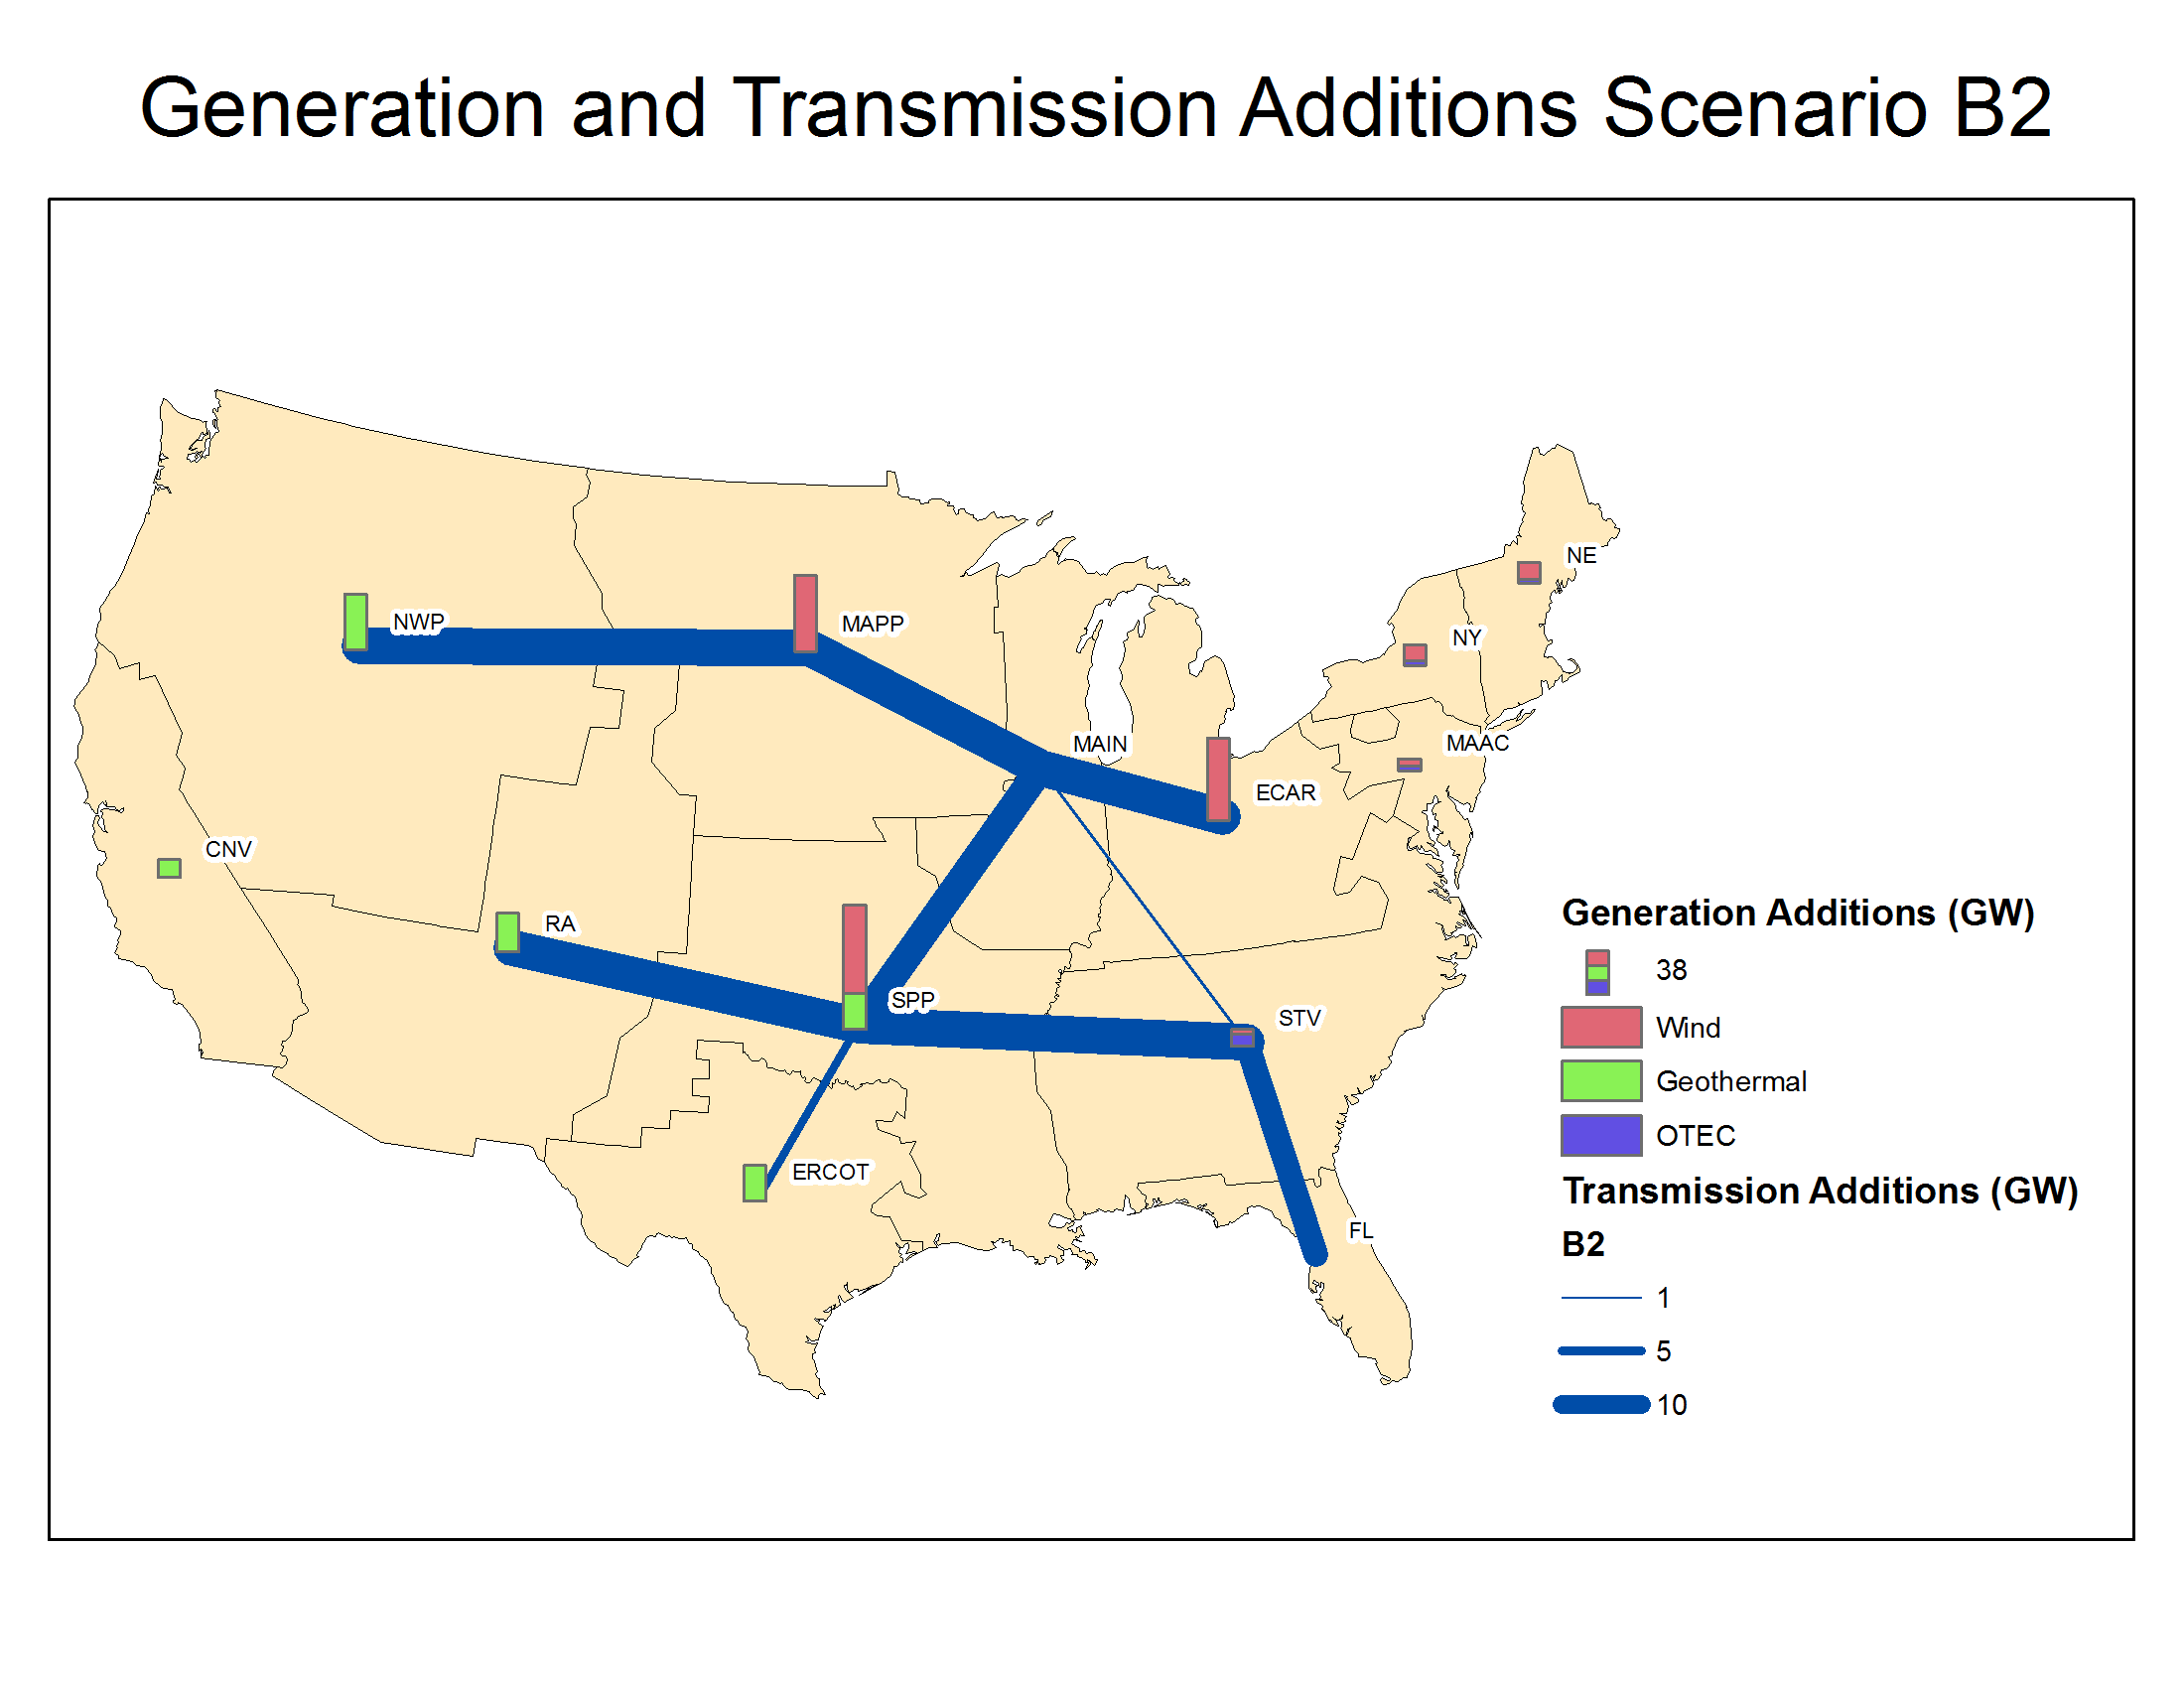 Generation and Transmission Additions Scenario B2
NE
NWP
MAPP
NY
MAIN
MAAC
ECAR
CNV
RA
SPP
STV
ERCOT
FL
Generation Additions (GW)
38
Wind
Geothermal
OTEC
Transmission Additions (GW)
B2
1
5
10